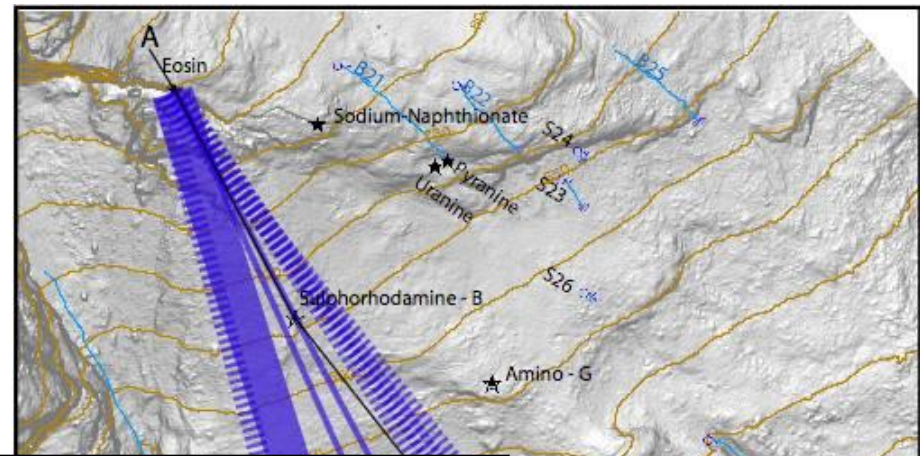 A
Eosin
B21
B22
B25
Sodium-Naphthionate
S24
Pyranine
Uranine
S23
S26
Sulphorhodamine - B
Amino - G